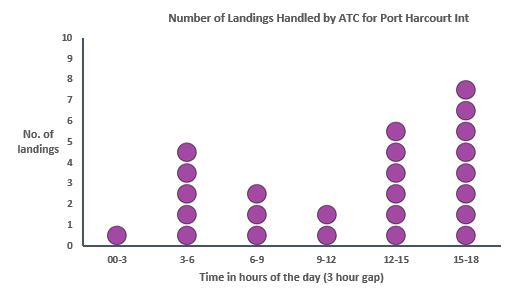 Number of Landings Handled by ATC for Port Harcourt Int
10
9
8
7
6
5
4
3
2
1
0
No. of
landings
00-3 3-6 6-9 9-12 12-15 15-18
Time in hours of the day (3 hour gap)